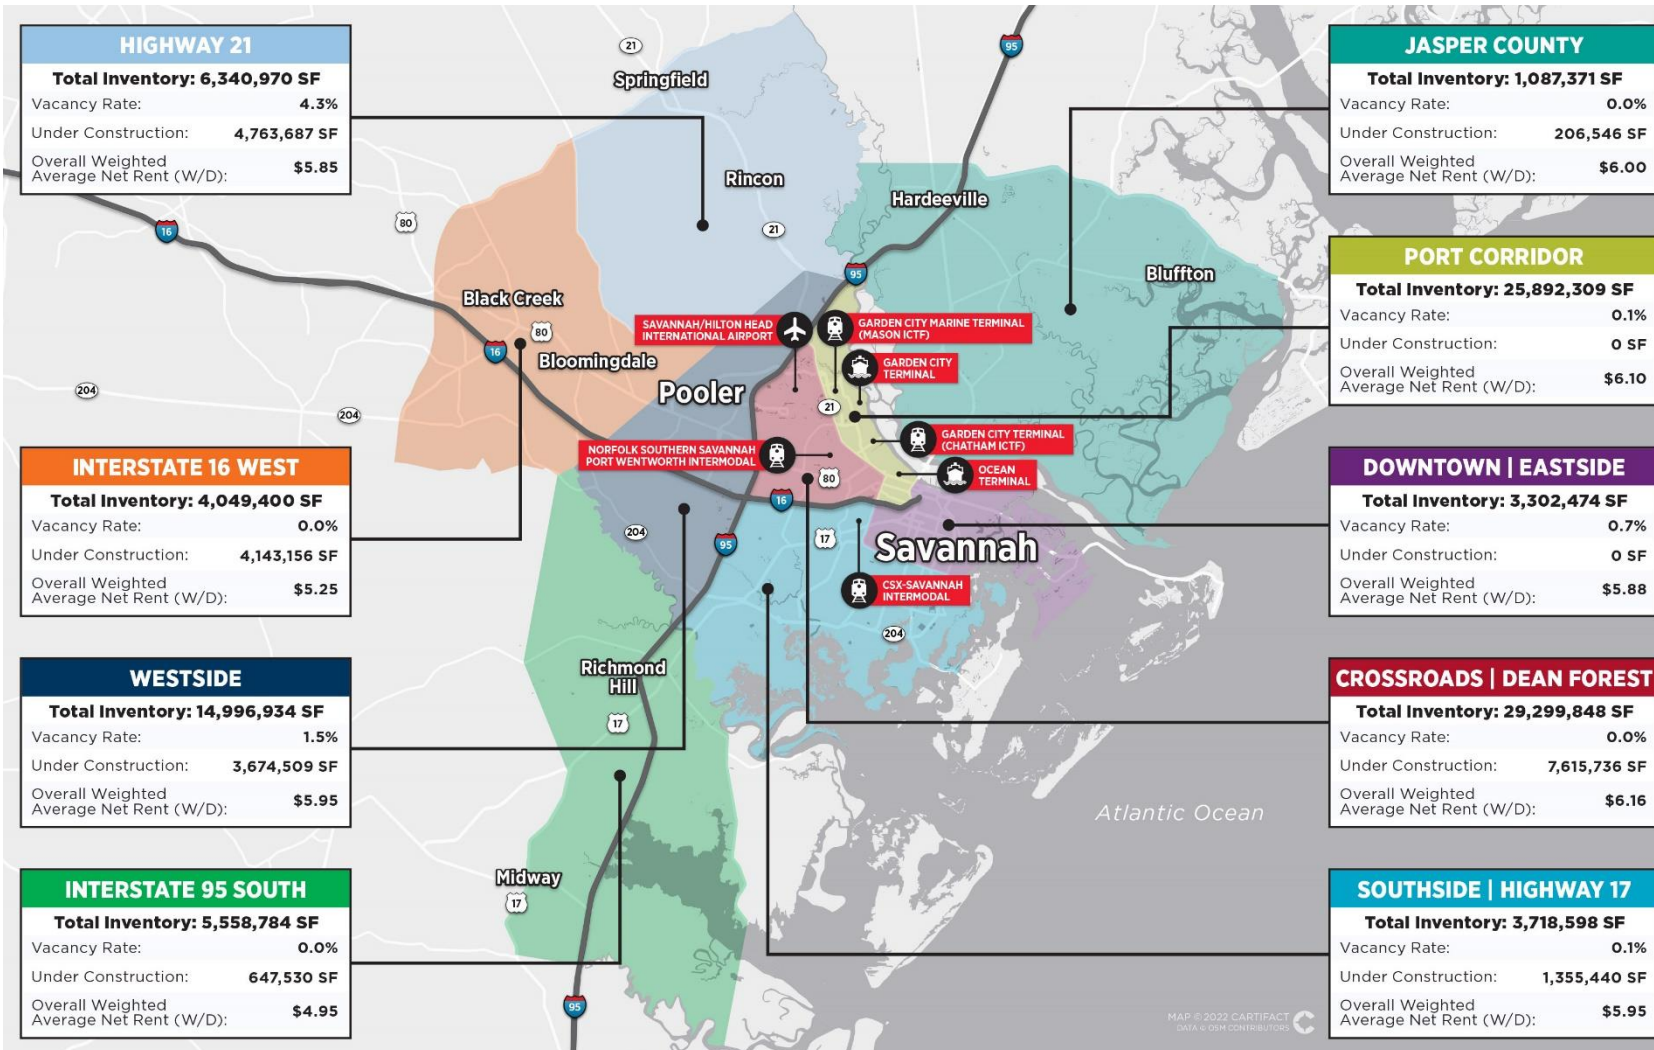 HIGHWAY 21
Total Inventory: 6,340,970 SF
Vacancy Rate: 4.3%
Under Construction: 4,763,687 SF
Overall Weighted
Average Net Rent (W/D): $5.85
INTERSTATE 16 WEST
Total Inventory: 4,049,400 SF
Vacancy Rate: 0.0%
Under Construction: 4,143,156 SF
Overall Weighted
Average Net Rent (W/D): $5.25
WESTSIDE
Total Inventory: 14,996,934 SF
Vacancy Rate: 1.5%
Under Construction: 3,674,509 SF
Overall Weighted
Average Net Rent (W/D): $5.95
INTERSTATE 95 SOUTH
Total Inventory: 5,558,784 SF
Vacancy Rate: 0.0%
Under Construction: 647,530 SF
Overall Weighted
Average Net Rent (W/D): $4.95
21
95
Springfield
Rincon
Hardeeville
21
80
16
95
Bluffton
Black Creek
80
16
Bloomingdale
SAVANNAH/HILTON HEAD
INTERNATIONAL AIRPORT
GARDEN CITY MARINE TERMINAL
(MASON ICTF)
GARDEN CITY
TERMINAL
Pooler
204
204
21
GARDEN CITY TERMINAL
(CHATHAM ICTF)
NORFOLK SOUTHERN SAVANNAH
PORT WENTWORTH INTERMODAL
80
OCEAN
TERMINAL
16
204
95
17
Savannah
CSX-SAVANNAH
INTERMODAL
204
Richmond
Hill
17
Atlantic Ocean
Midway
17
95
MAP © 2022 CARTIFACT
DATA © OSM CONTRIBUTORS
JASPER COUNTY
Total Inventory: 1,087,371 SF
Vacancy Rate: 0.0%
Under Construction: 206,546 SF
Overall Weighted
Average Net Rent (W/D): $6.00
PORT CORRIDOR
Total Inventory: 25,892,309 SF
Vacancy Rate: 0.1%
Under Construction: 0 SF
Overall Weighted
Average Net Rent (W/D): $6.10
DOWNTOWN | EASTSIDE
Total Inventory: 3,302,474 SF
Vacancy Rate: 0.7%
Under Construction: 0 SF
Overall Weighted
Average Net Rent (W/D): $5.88
CROSSROADS | DEAN FOREST
Total Inventory: 29,299,848 SF
Vacancy Rate: 0.0%
Under Construction: 7,615,736 SF
Overall Weighted
Average Net Rent (W/D): $6.16
SOUTHSIDE | HIGHWAY 17
Total Inventory: 3,718,598 SF
Vacancy Rate: 0.1%
Under Construction: 1,355,440 SF
Overall Weighted
Average Net Rent (W/D): $5.95